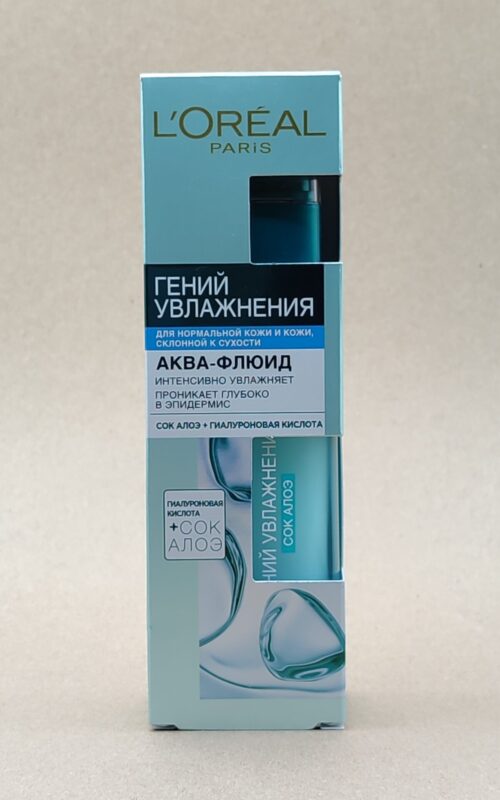 L'ORÉAL
PARiS
ГЕНИЙ
УВЛАЖНЕНИЯ
ДЛЯ НОРМАЛЬНОЙ КОЖИ И КОЖИ,
СКЛОННОЙ К СУХОСТИ
АКВА-ФЛЮИД
ИНТЕНСИВНО УВЛАЖНЯЕТ
ПРОНИКАЕТ ГЛУБОКО
В ЭПИДЕРМИС
СОК АЛОЭ + ГИАЛУРОНОВАЯ КИСЛОТА
НИЙ УВЛАЖНЕНИ
СОК АЛОЭ
ГИАЛУРОНОВАЯ
КИСЛОТА
+СОК
АЛОЭ